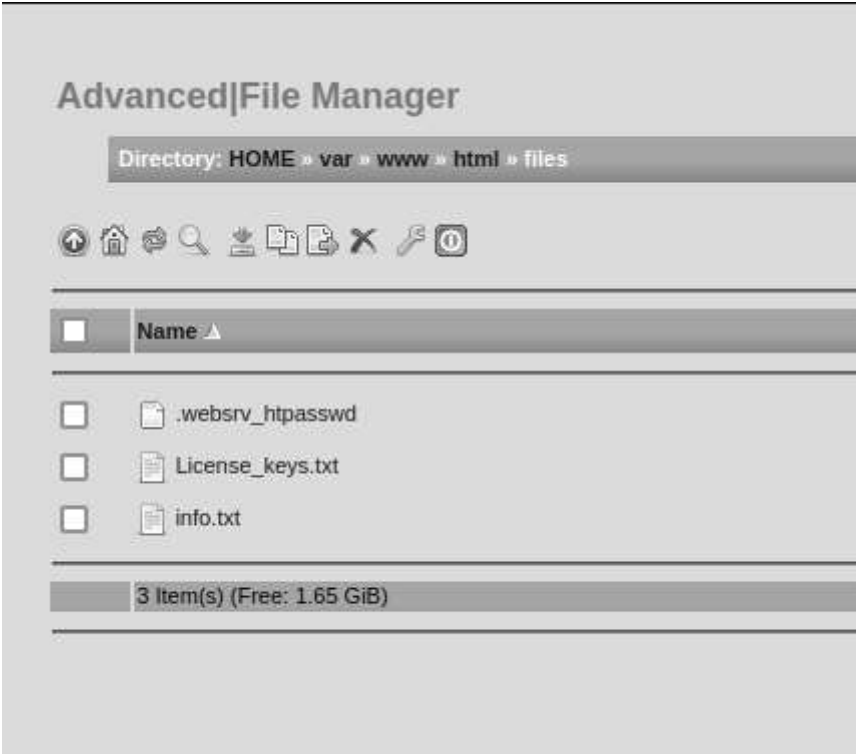 Advanced|File Manager
Directory: HOME » var » www » html » files
Name
.websrv_htpasswd
License_keys.txt
info.txt
3 Item(s) (Free: 1.65 GiB)